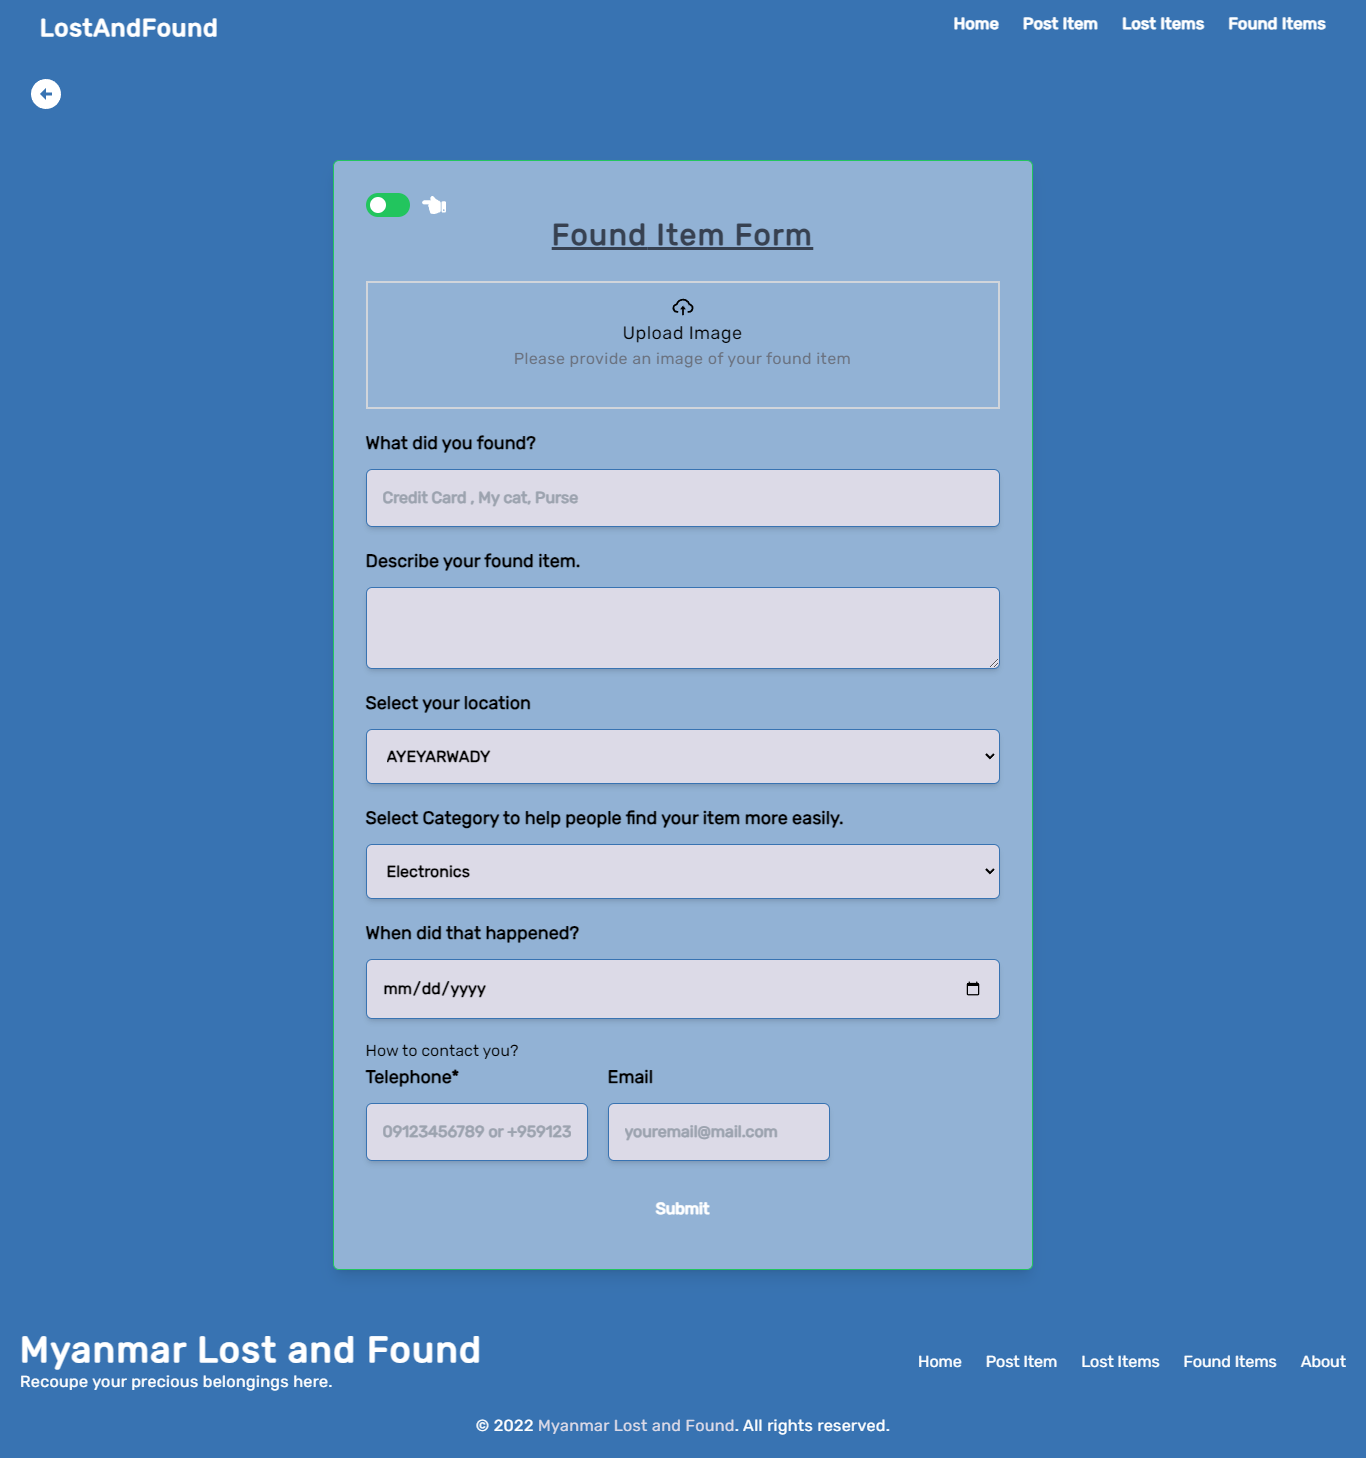 LostAndFound
Home Post Item Lost Items Found Items
Found Item Form
Upload Image
Please provide an image of your found item
What did you found?
Credit Card , My cat, Purse
Describe your found item.
Select your location
AYEYARWADY
Select Category to help people find your item more easily.
Electronics
When did that happened?
mm/dd/yyyy
How to contact you?
Telephone* Email
09123456789 or +959123 youremail@mail.com
Submit
Myanmar Lost and Found
Recoupe your precious belongings here.
Home Post Item Lost Items Found Items About
© 2022 Myanmar Lost and Found. All rights reserved.